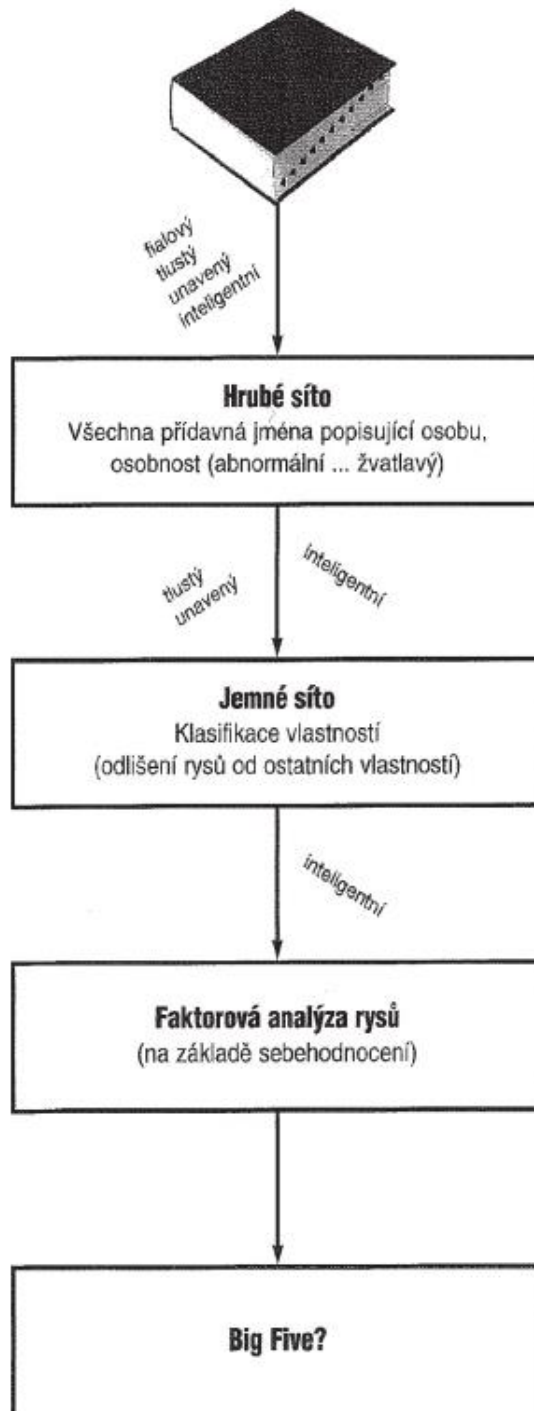 fialový
tlustý
unavený
inteligentní
Hrubé síto
Všechna přídavná jména popisující osobu,
osobnost (abnormální ... žvatlavý)
tlustý
unavený
inteligentní
Jemné síto
Klasifikace vlastností
(odlišení rysů od ostatních vlastností)
inteligentní
Faktorová analýza rysů
(na základě sebehodnocení)
Big Five?